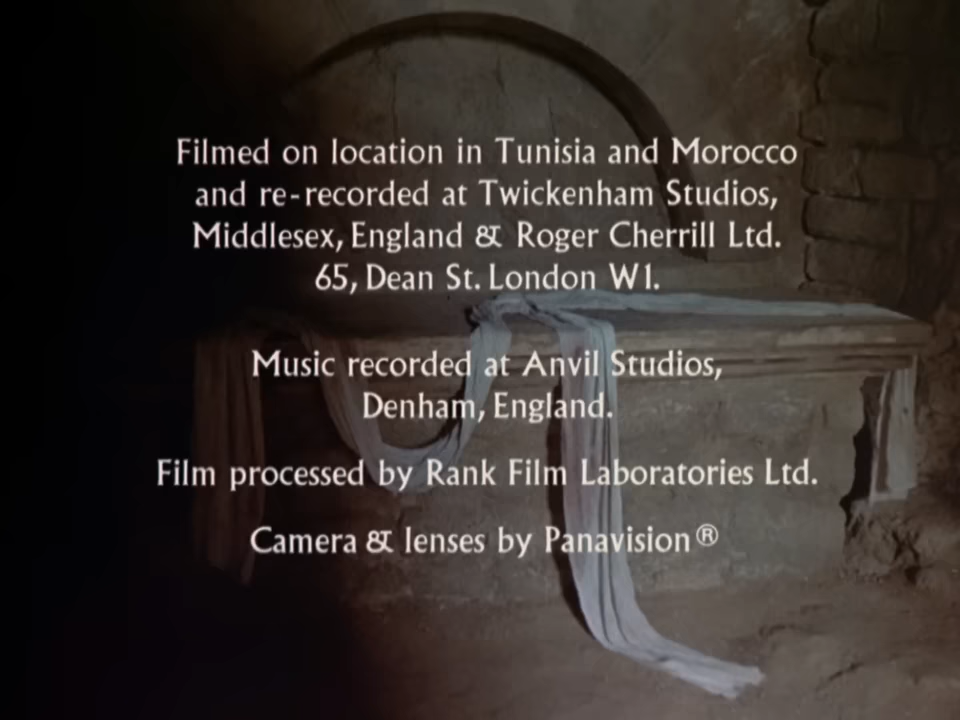 Filmed on location in Tunisia and Morocco
and re-recorded at Twickenham Studios,
Middlesex, England & Roger Cherrill Ltd.
65, Dean St. London W1.
Music recorded at Anvil Studios,
Denham, England.
Film processed by Rank Film Laboratories Ltd.
Camera & lenses by Panavision®